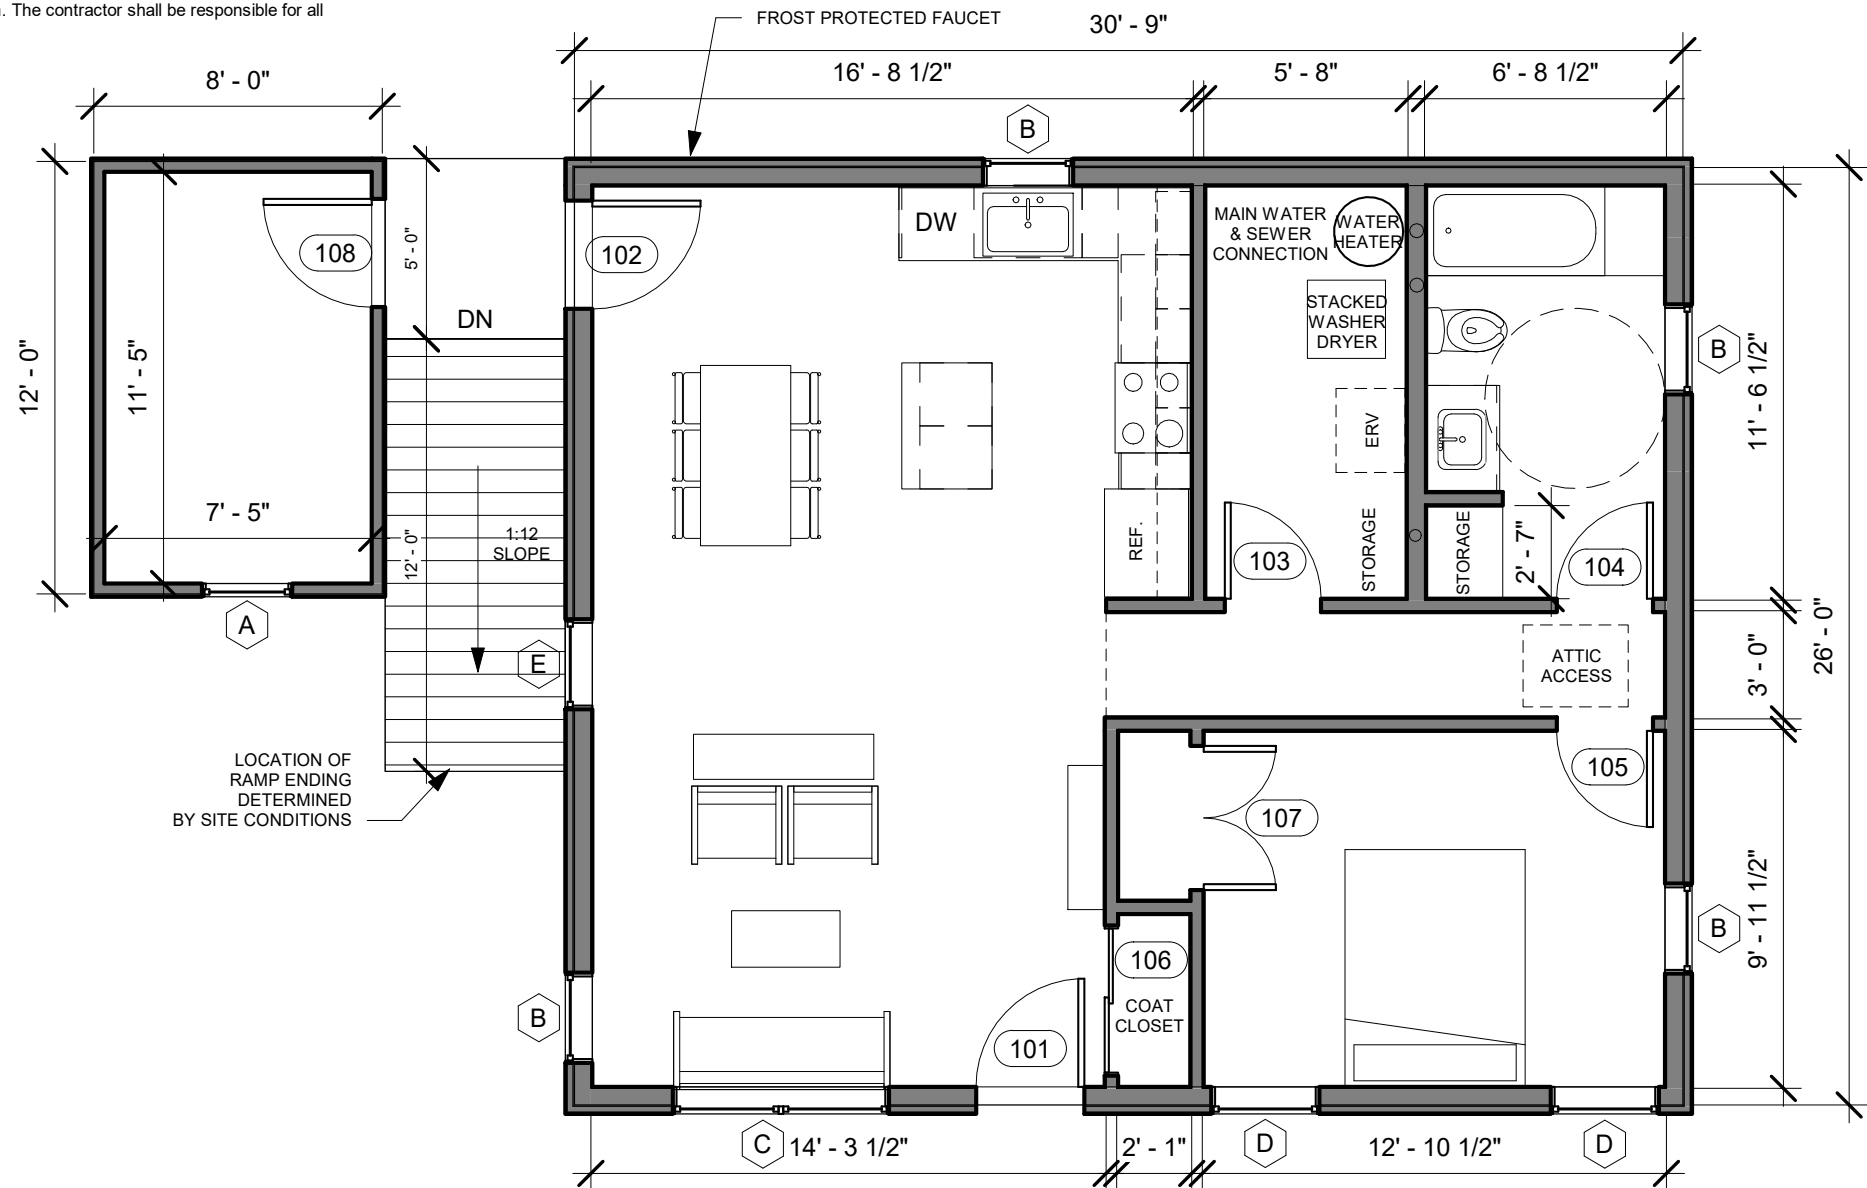 . The contractor shall be responsible for all
FROST PROTECTED FAUCET
30' - 9"
8' - 0"
16' - 8 1/2"
5' - 8"
6' - 8 1/2"
B
DW
MAIN WATER
& SEWER
CONNECTION
WATER
HEATER
108
5' - 0"
102
STACKED
WASHER
DRYER
DN
B
12' - 0"
11' - 5"
11' - 6 1/2"
ERV
7' - 5"
12' - 0"
1:12
SLOPE
REF.
103
STORAGE
STORAGE
2' - 7"
104
A
E
ATTIC
ACCESS
3' - 0"
26' - 0"
LOCATION OF
RAMP ENDING
DETERMINED
BY SITE CONDITIONS
105
107
B
9' - 11 1/2"
106
COAT
CLOSET
B
101
C
14' - 3 1/2"
2' - 1"
D
12' - 10 1/2"
D